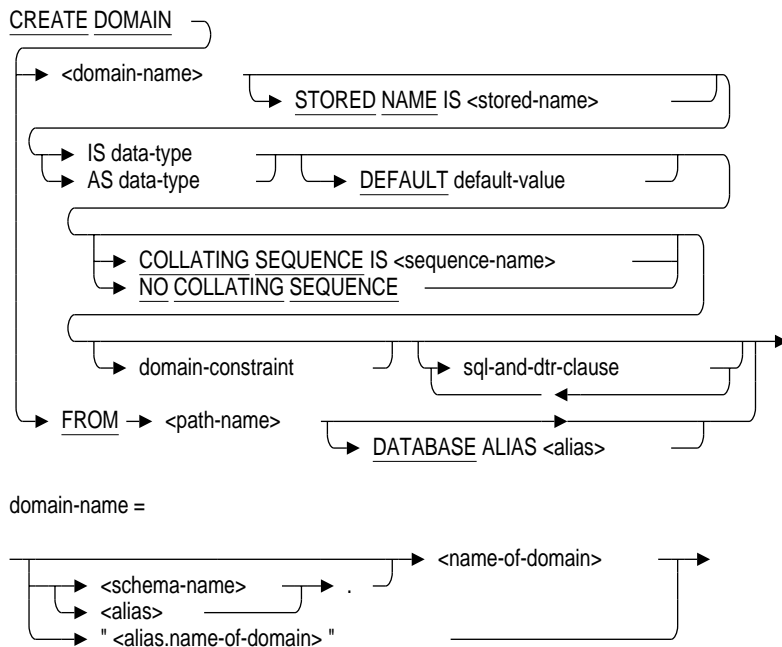 CREATE DOMAIN
<domain-name>
STORED NAME IS <stored-name>
IS data-type
AS data-type
DEFAULT default-value
COLLATING SEQUENCE IS <sequence-name>
NO COLLATING SEQUENCE
domain-constraint
sql-and-dtr-clause
FROM <path-name>
DATABASE ALIAS <alias>
domain-name =
<name-of-domain>
<schema-name> .
<alias>
" <alias.name-of-domain> "